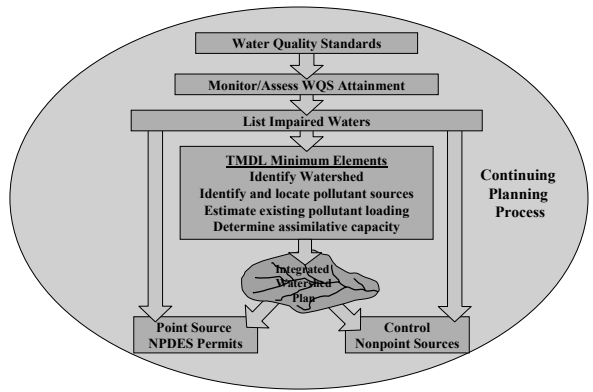 Water Quality Standards
Monitor/Assess WQS Attainment
List Impaired Waters
TMDL Minimum Elements
Identify Watershed
Identify and locate pollutant sources
Estimate existing pollutant loading
Determine assimilative capacity
Continuing
Planning
Process
Integrated
Watershed
Plan
Point Source
NPDES Permits
Control
Nonpoint Sources